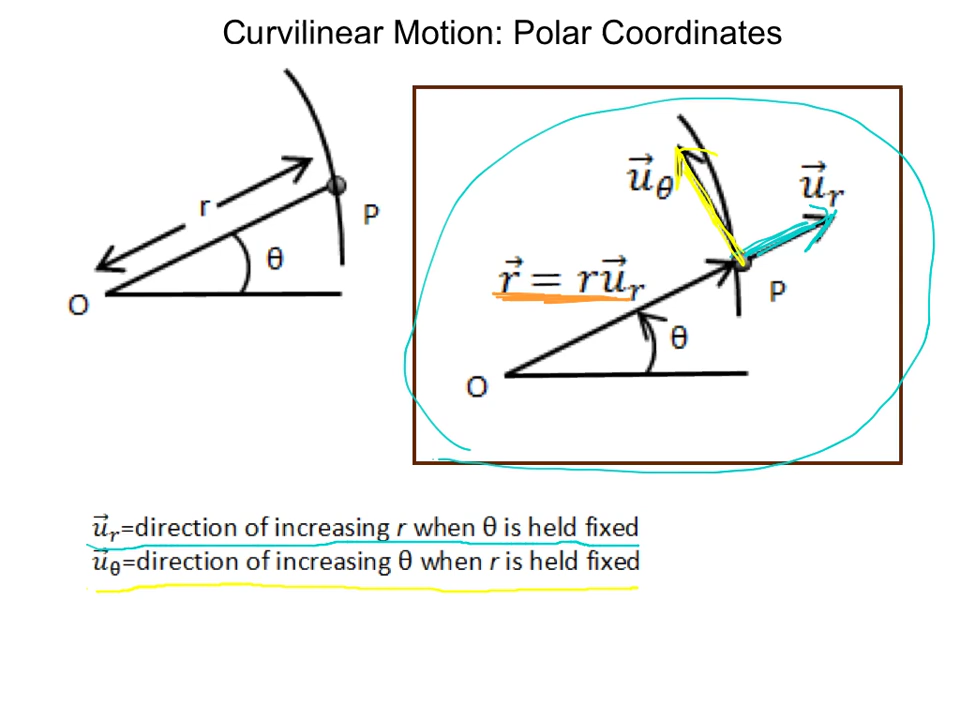 Curvilinear Motion: Polar Coordinates
r
P
θ
O
u⃗θ
u⃗r
r⃗ = ru⃗r
P
θ
O
u⃗r=direction of increasing r when θ is held fixed
u⃗θ=direction of increasing θ when r is held fixed